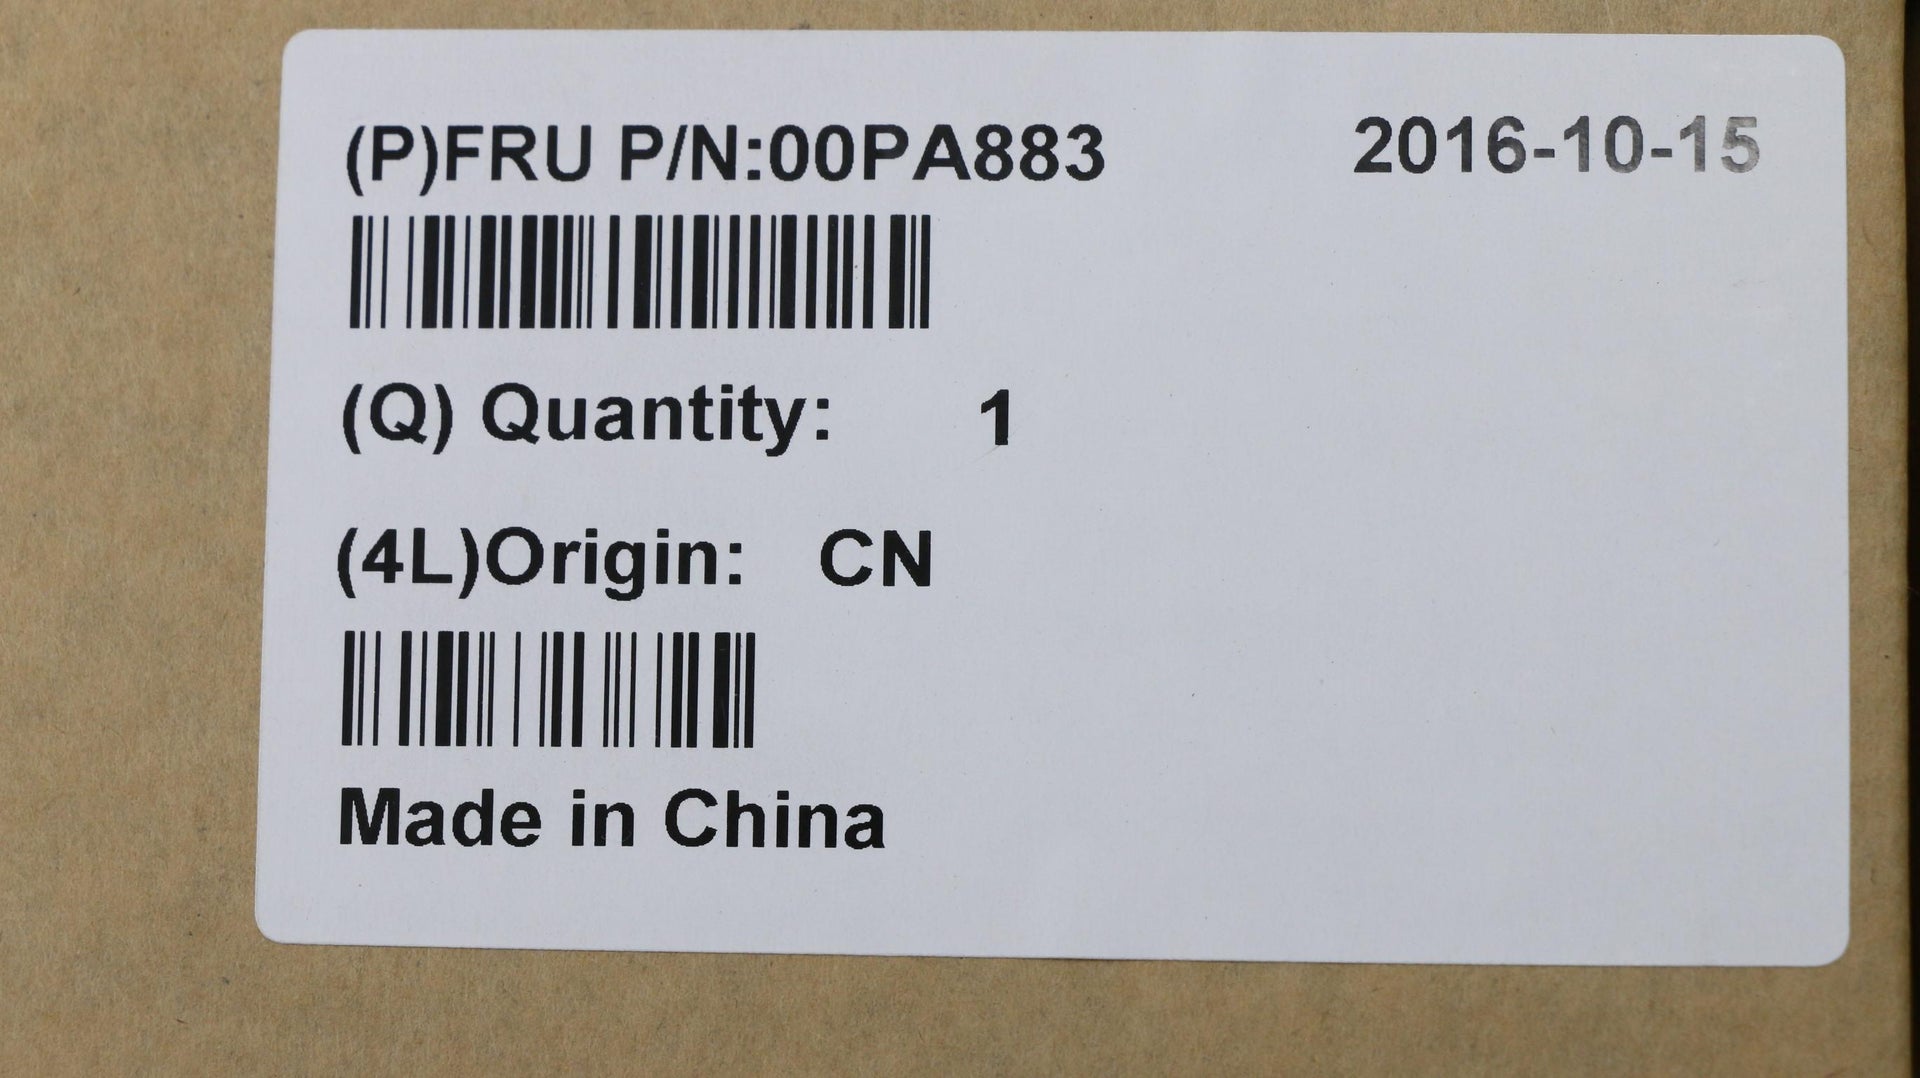 (P)FRU P/N:00PA883 2016-10-15
(Q) Quantity: 1
(4L)Origin: CN
Made in China